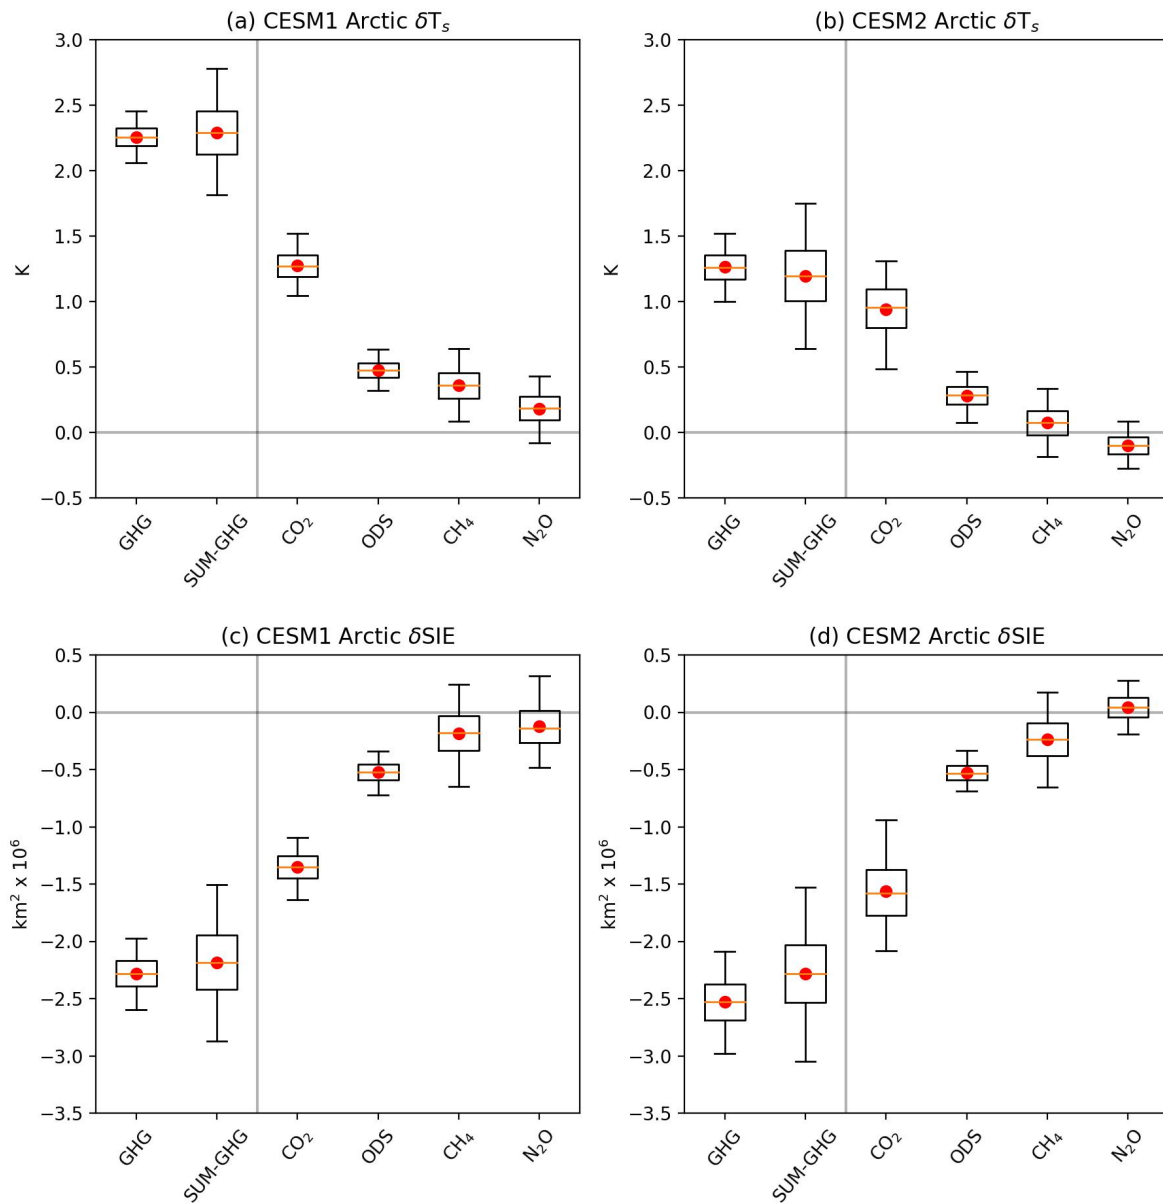 (a) CESM1 Arctic δTₛ
3.0
2.5
2.0
1.5
1.0
0.5
0.0
−0.5
K
GHG
SUM-GHG
CO₂
ODS
CH₄
N₂O
(b) CESM2 Arctic δTₛ
3.0
2.5
2.0
1.5
1.0
0.5
0.0
−0.5
K
GHG
SUM-GHG
CO₂
ODS
CH₄
N₂O
(c) CESM1 Arctic δSIE
0.5
0.0
−0.5
−1.0
−1.5
−2.0
−2.5
−3.0
−3.5
km² x 10⁶
GHG
SUM-GHG
CO₂
ODS
CH₄
N₂O
(d) CESM2 Arctic δSIE
0.5
0.0
−0.5
−1.0
−1.5
−2.0
−2.5
−3.0
−3.5
km² x 10⁶
GHG
SUM-GHG
CO₂
ODS
CH₄
N₂O